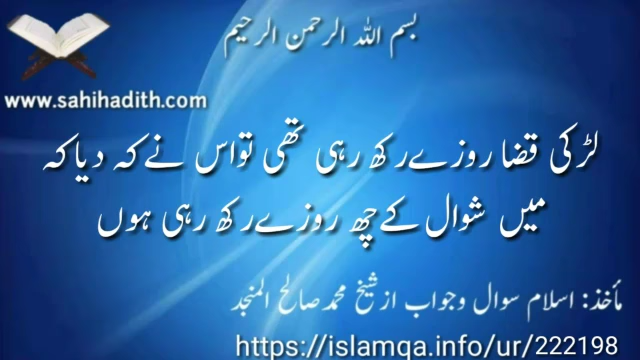 بسم اللہ الرحمن الرحیم
www.sahihadith.com
لڑکی قضا روزے رکھ رہی تھی تو اس نے کہ دیا کہ
میں شوال کے چھ روزے رکھ رہی ہوں
مأخذ: اسلام سوال وجواب از شیخ محمد صالح المنجد
https://islamqa.info/ur/222198